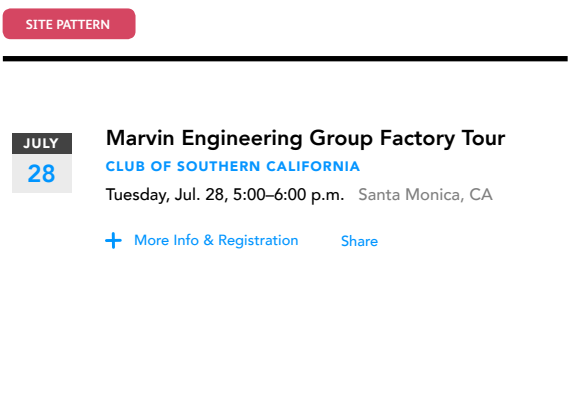 SITE PATTERN
JULY
28
Marvin Engineering Group Factory Tour
CLUB OF SOUTHERN CALIFORNIA
Tuesday, Jul. 28, 5:00–6:00 p.m. Santa Monica, CA
More Info & Registration Share